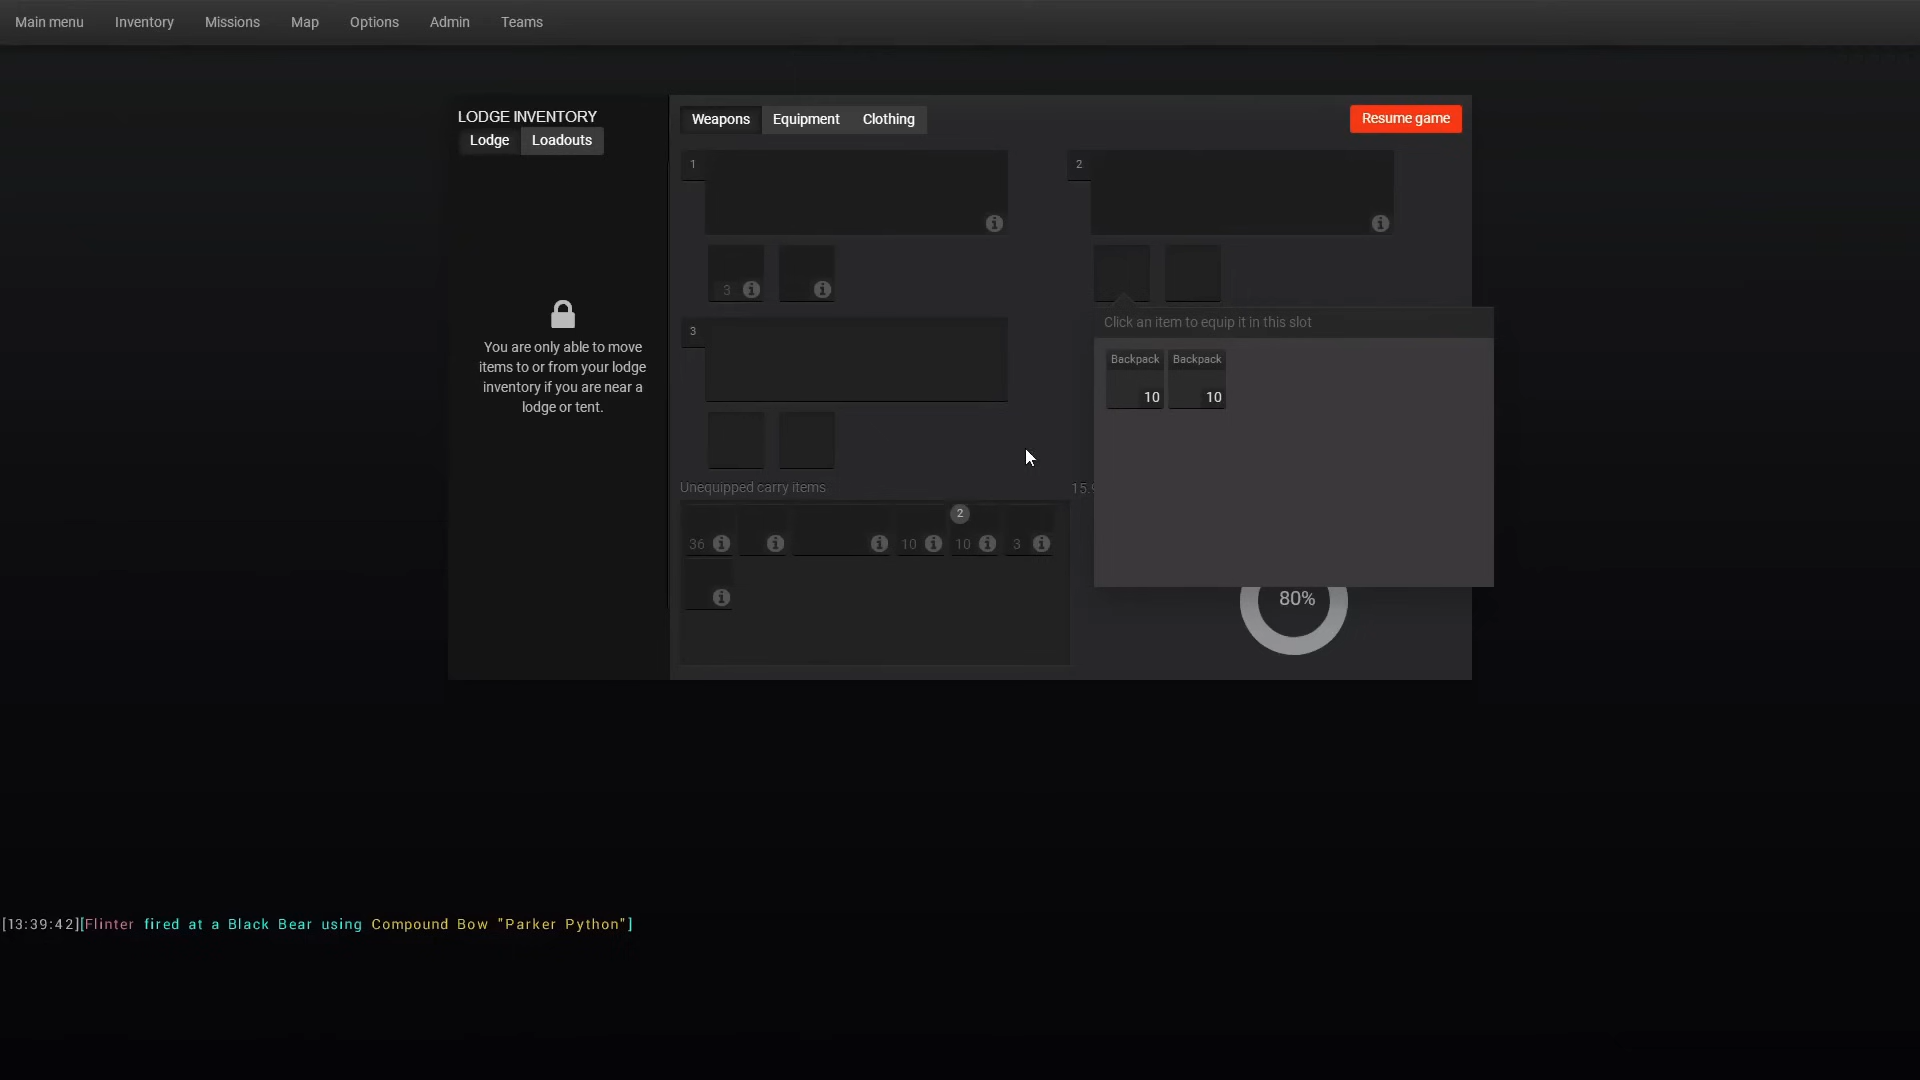 Main menu Inventory Missions Map Options Admin Teams
LODGE INVENTORY
Lodge Loadouts
Weapons Equipment Clothing
Resume game
You are only able to move
items to or from your lodge
inventory if you are near a
lodge or tent.
1
2
3
3
Click an item to equip it in this slot
Backpack Backpack
10 10
Unequipped carry items
2
36 10 10 3
80%
[13:39:42][Flinter fired at a Black Bear using Compound Bow "Parker Python"]